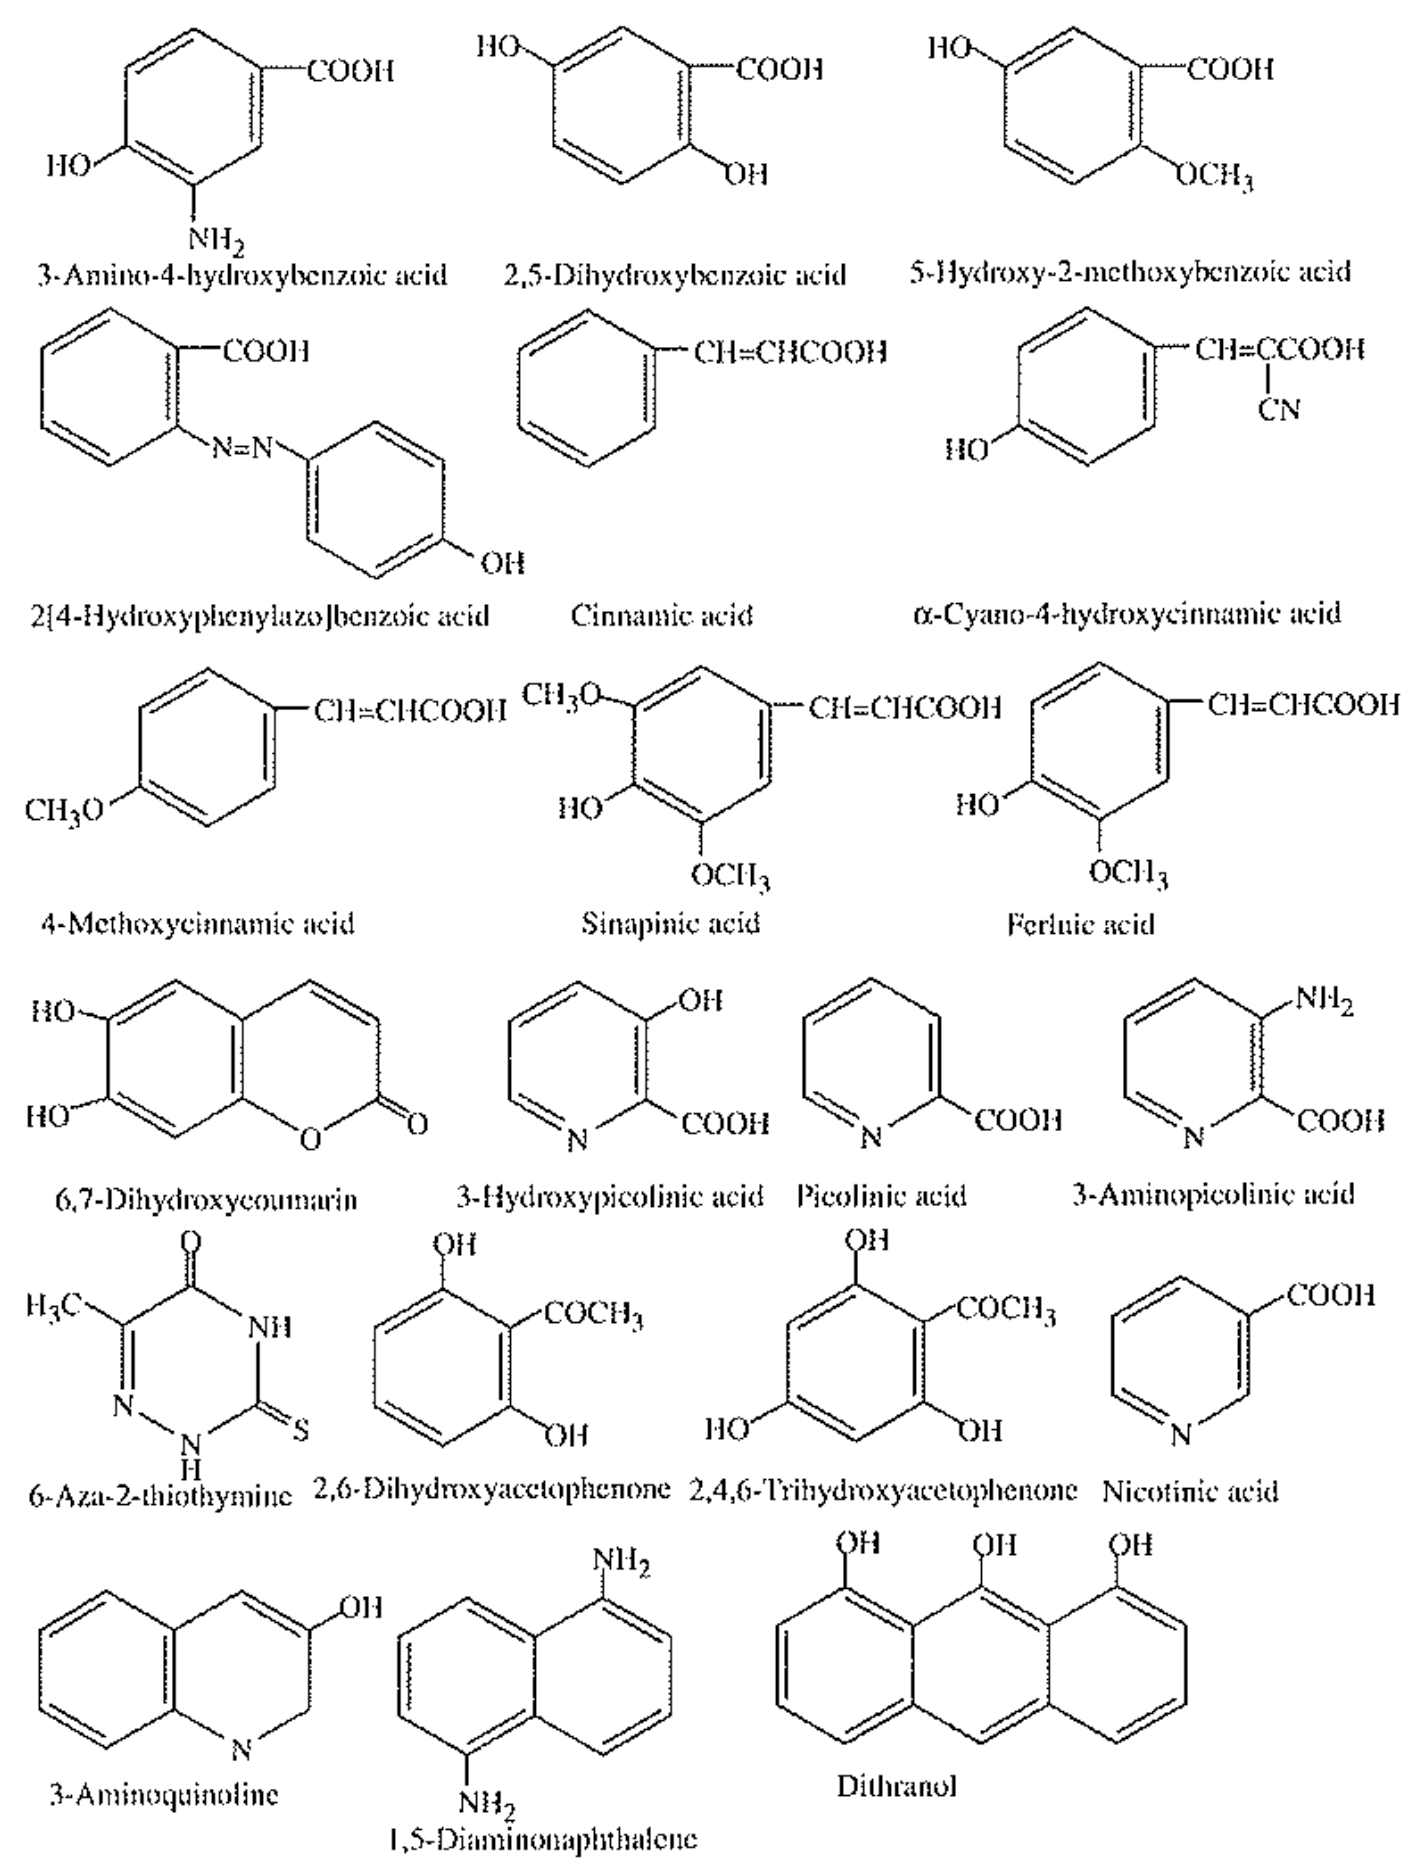 COOH
HO
NH2
3-Amino-4-hydroxybenzoic acid
HO
COOH
OH
2,5-Dihydroxybenzoic acid
HO
COOH
OCH3
5-Hydroxy-2-methoxybenzoic acid
COOH
N=N
OH
2[4-Hydroxyphenylazo]benzoic acid
CH=CHCOOH
Cinnamic acid
CH=CCOOH
CN
HO
α-Cyano-4-hydroxycinnamic acid
CH=CHCOOH
CH3O
4-Methoxycinnamic acid
CH3O
CH=CHCOOH
HO
OCH3
Sinapinic acid
CH=CHCOOH
HO
OCH3
Ferluic acid
HO
HO
O
O
6,7-Dihydroxycoumarin
OH
COOH
N
3-Hydroxypicolinic acid
COOH
N
Picolinic acid
NH2
COOH
N
3-Aminopicolinic acid
O
H3C
NH
N
S
N
H
6-Aza-2-thiothymine
OH
COCH3
OH
2,6-Dihydroxyacetophenone
OH
COCH3
HO
OH
2,4,6-Trihydroxyacetophenone
COOH
N
Nicotinic acid
OH
N
3-Aminoquinoline
NH2
NH2
1,5-Diaminonaphthalene
OH
OH
OH
Dithranol